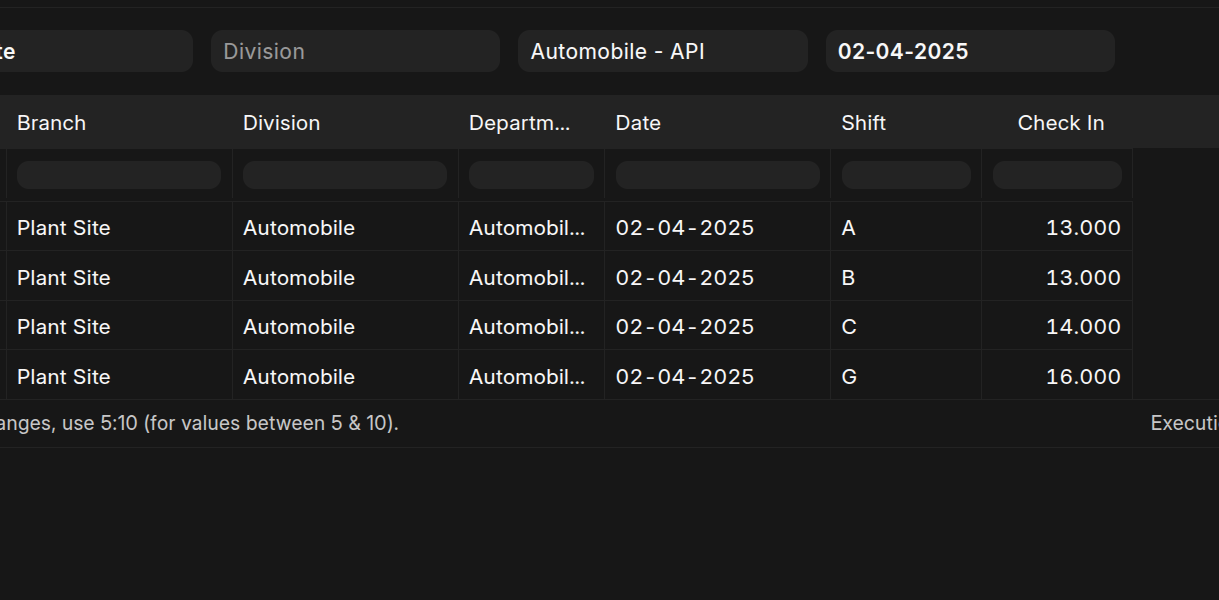 te Division Automobile - API 02-04-2025
Branch Division Departm... Date Shift Check In
Plant Site Automobile Automobil... 02-04-2025 A 13.000
Plant Site Automobile Automobil... 02-04-2025 B 13.000
Plant Site Automobile Automobil... 02-04-2025 C 14.000
Plant Site Automobile Automobil... 02-04-2025 G 16.000
anges, use 5:10 (for values between 5 & 10). Executi